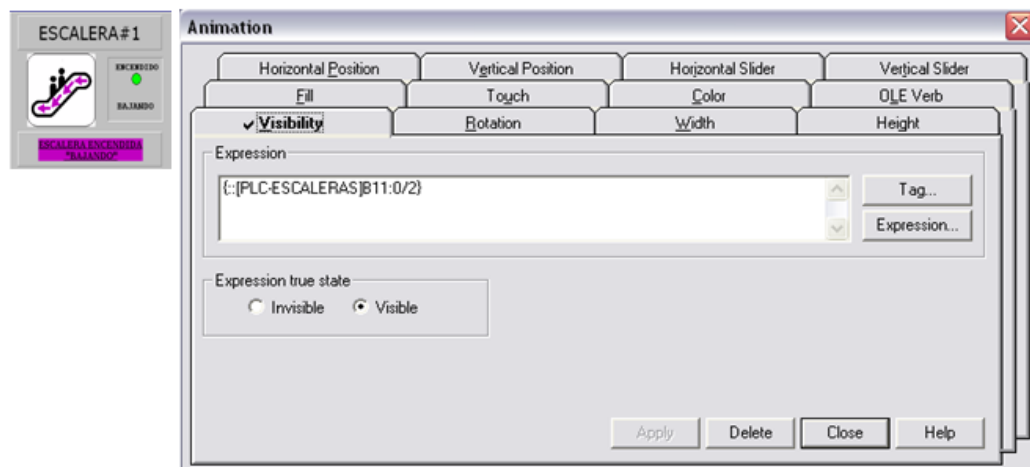 ESCALERA#1
ENCENDIDO
BAJANDO
ESCALERA ENCENDIDA
"BAJANDO"
Animation
Horizontal Position Vertical Position Horizontal Slider Vertical Slider
Fill Touch Color OLE Verb
Visibility Rotation Width Height
Expression
{::[PLC-ESCALERAS]B11:0/2}
Tag...
Expression...
Expression true state
Invisible Visible
Apply Delete Close Help